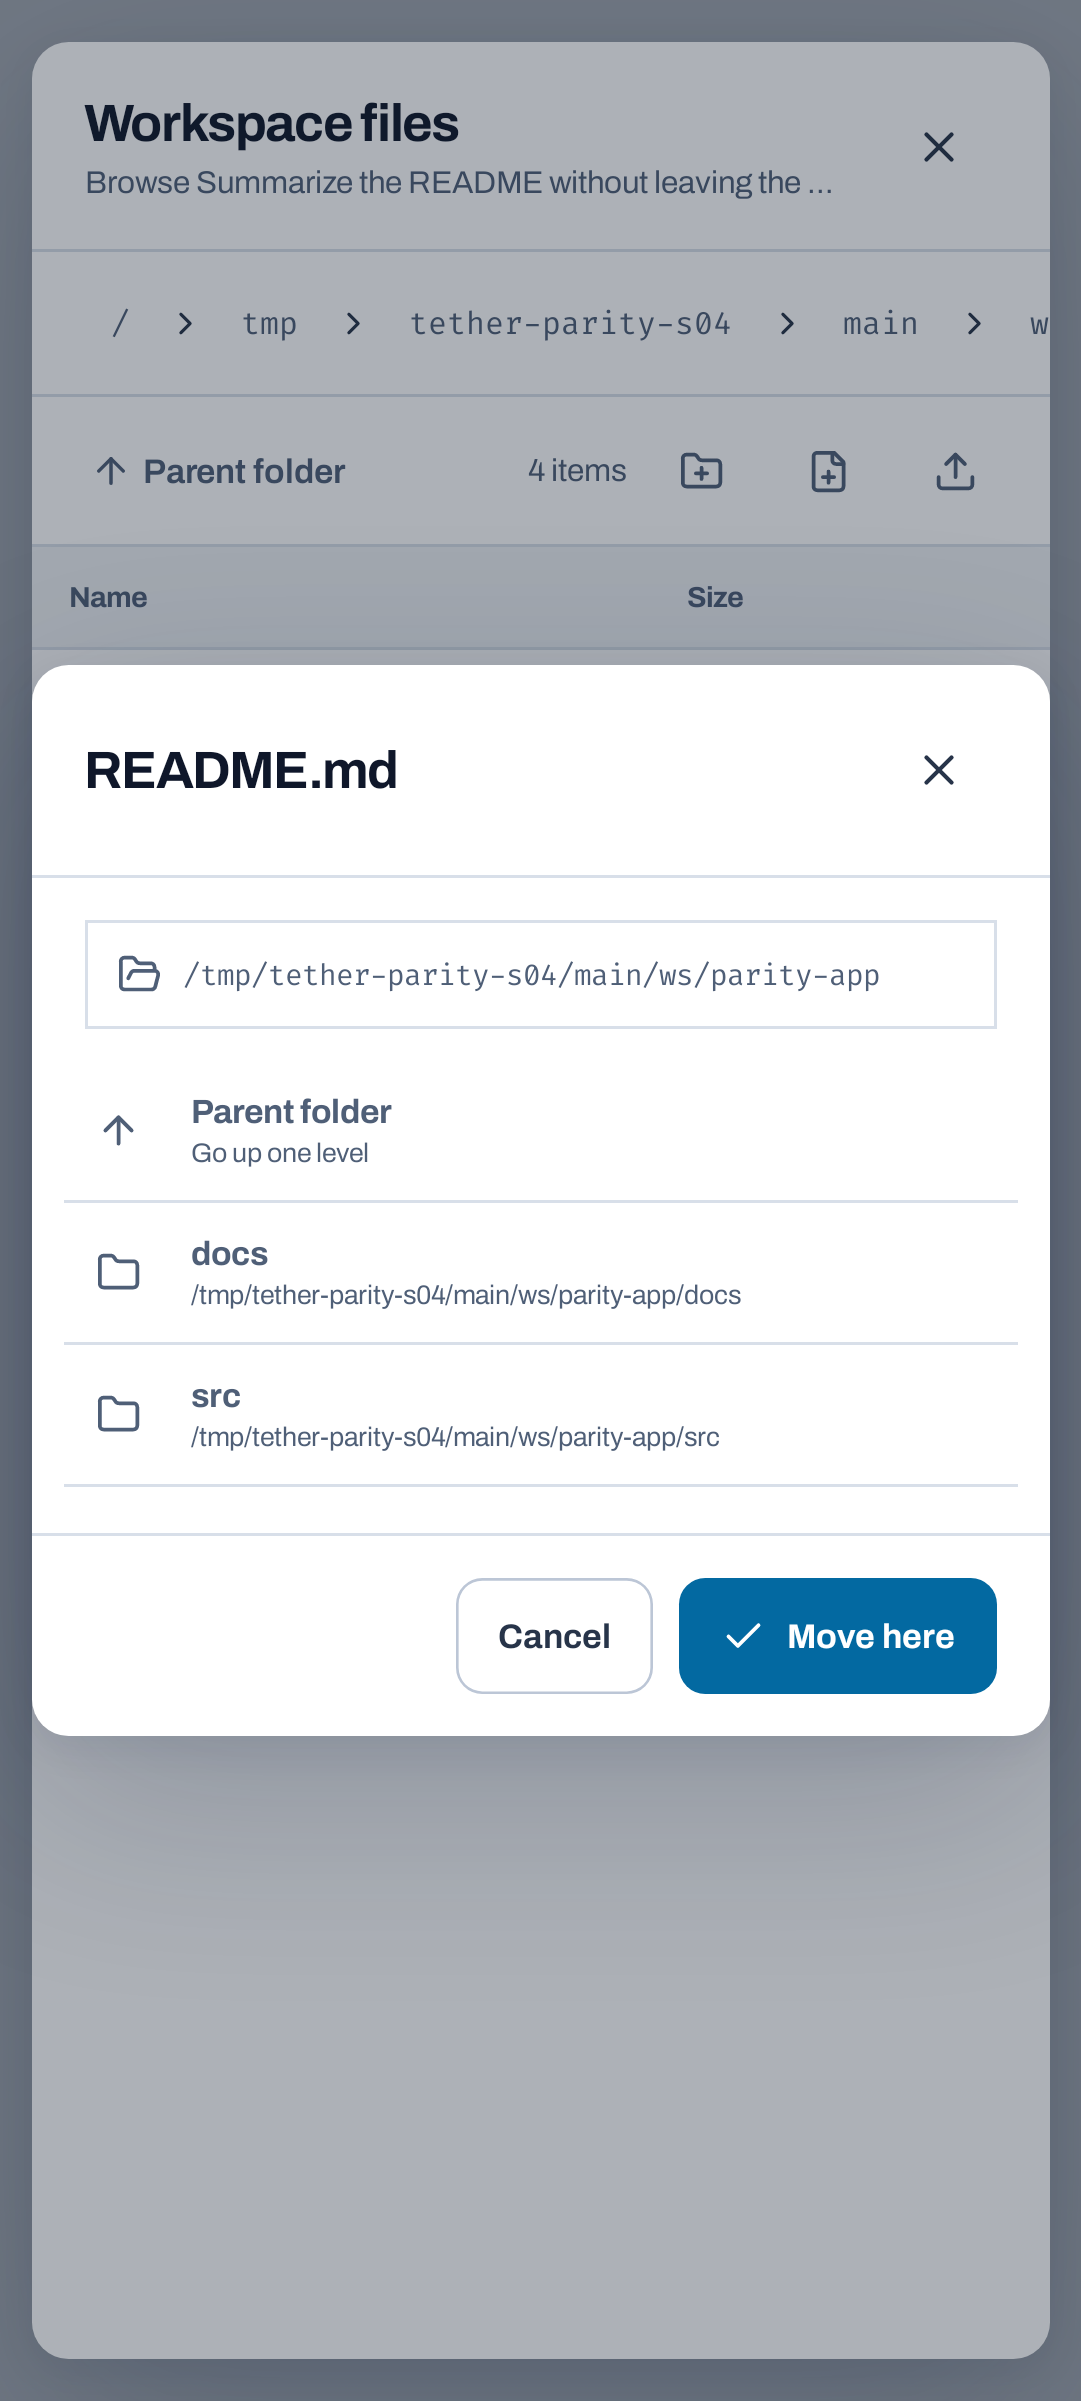 Workspace files
Browse Summarize the README without leaving the ...
/ > tmp > tether-parity-s04 > main > w
Parent folder 4 items
Name Size
README.md
/tmp/tether-parity-s04/main/ws/parity-app
Parent folder
Go up one level
docs
/tmp/tether-parity-s04/main/ws/parity-app/docs
src
/tmp/tether-parity-s04/main/ws/parity-app/src
Cancel Move here